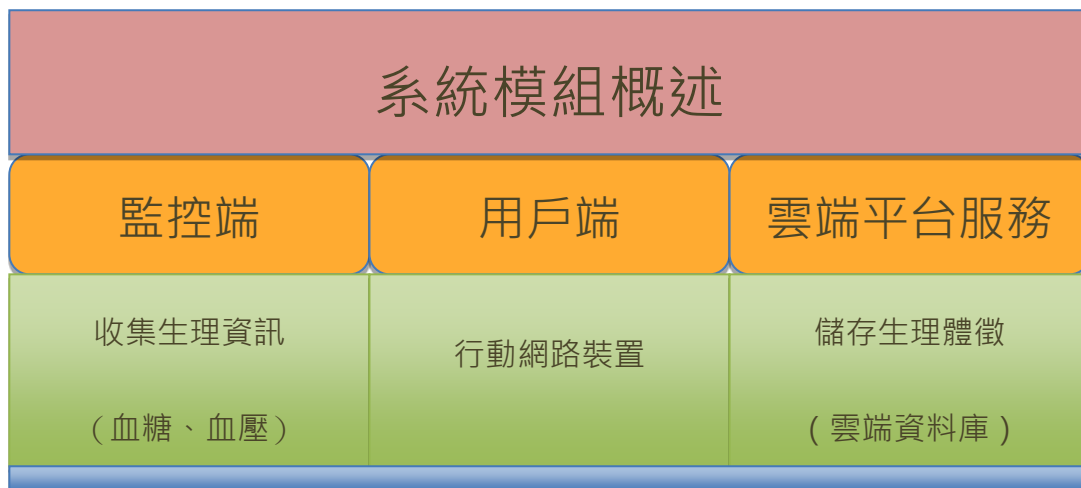 系統模組概述
監控端
用戶端
雲端平台服務
收集生理資訊
（血糖、血壓）
行動網路裝置
儲存生理體徵
( 雲端資料庫 )